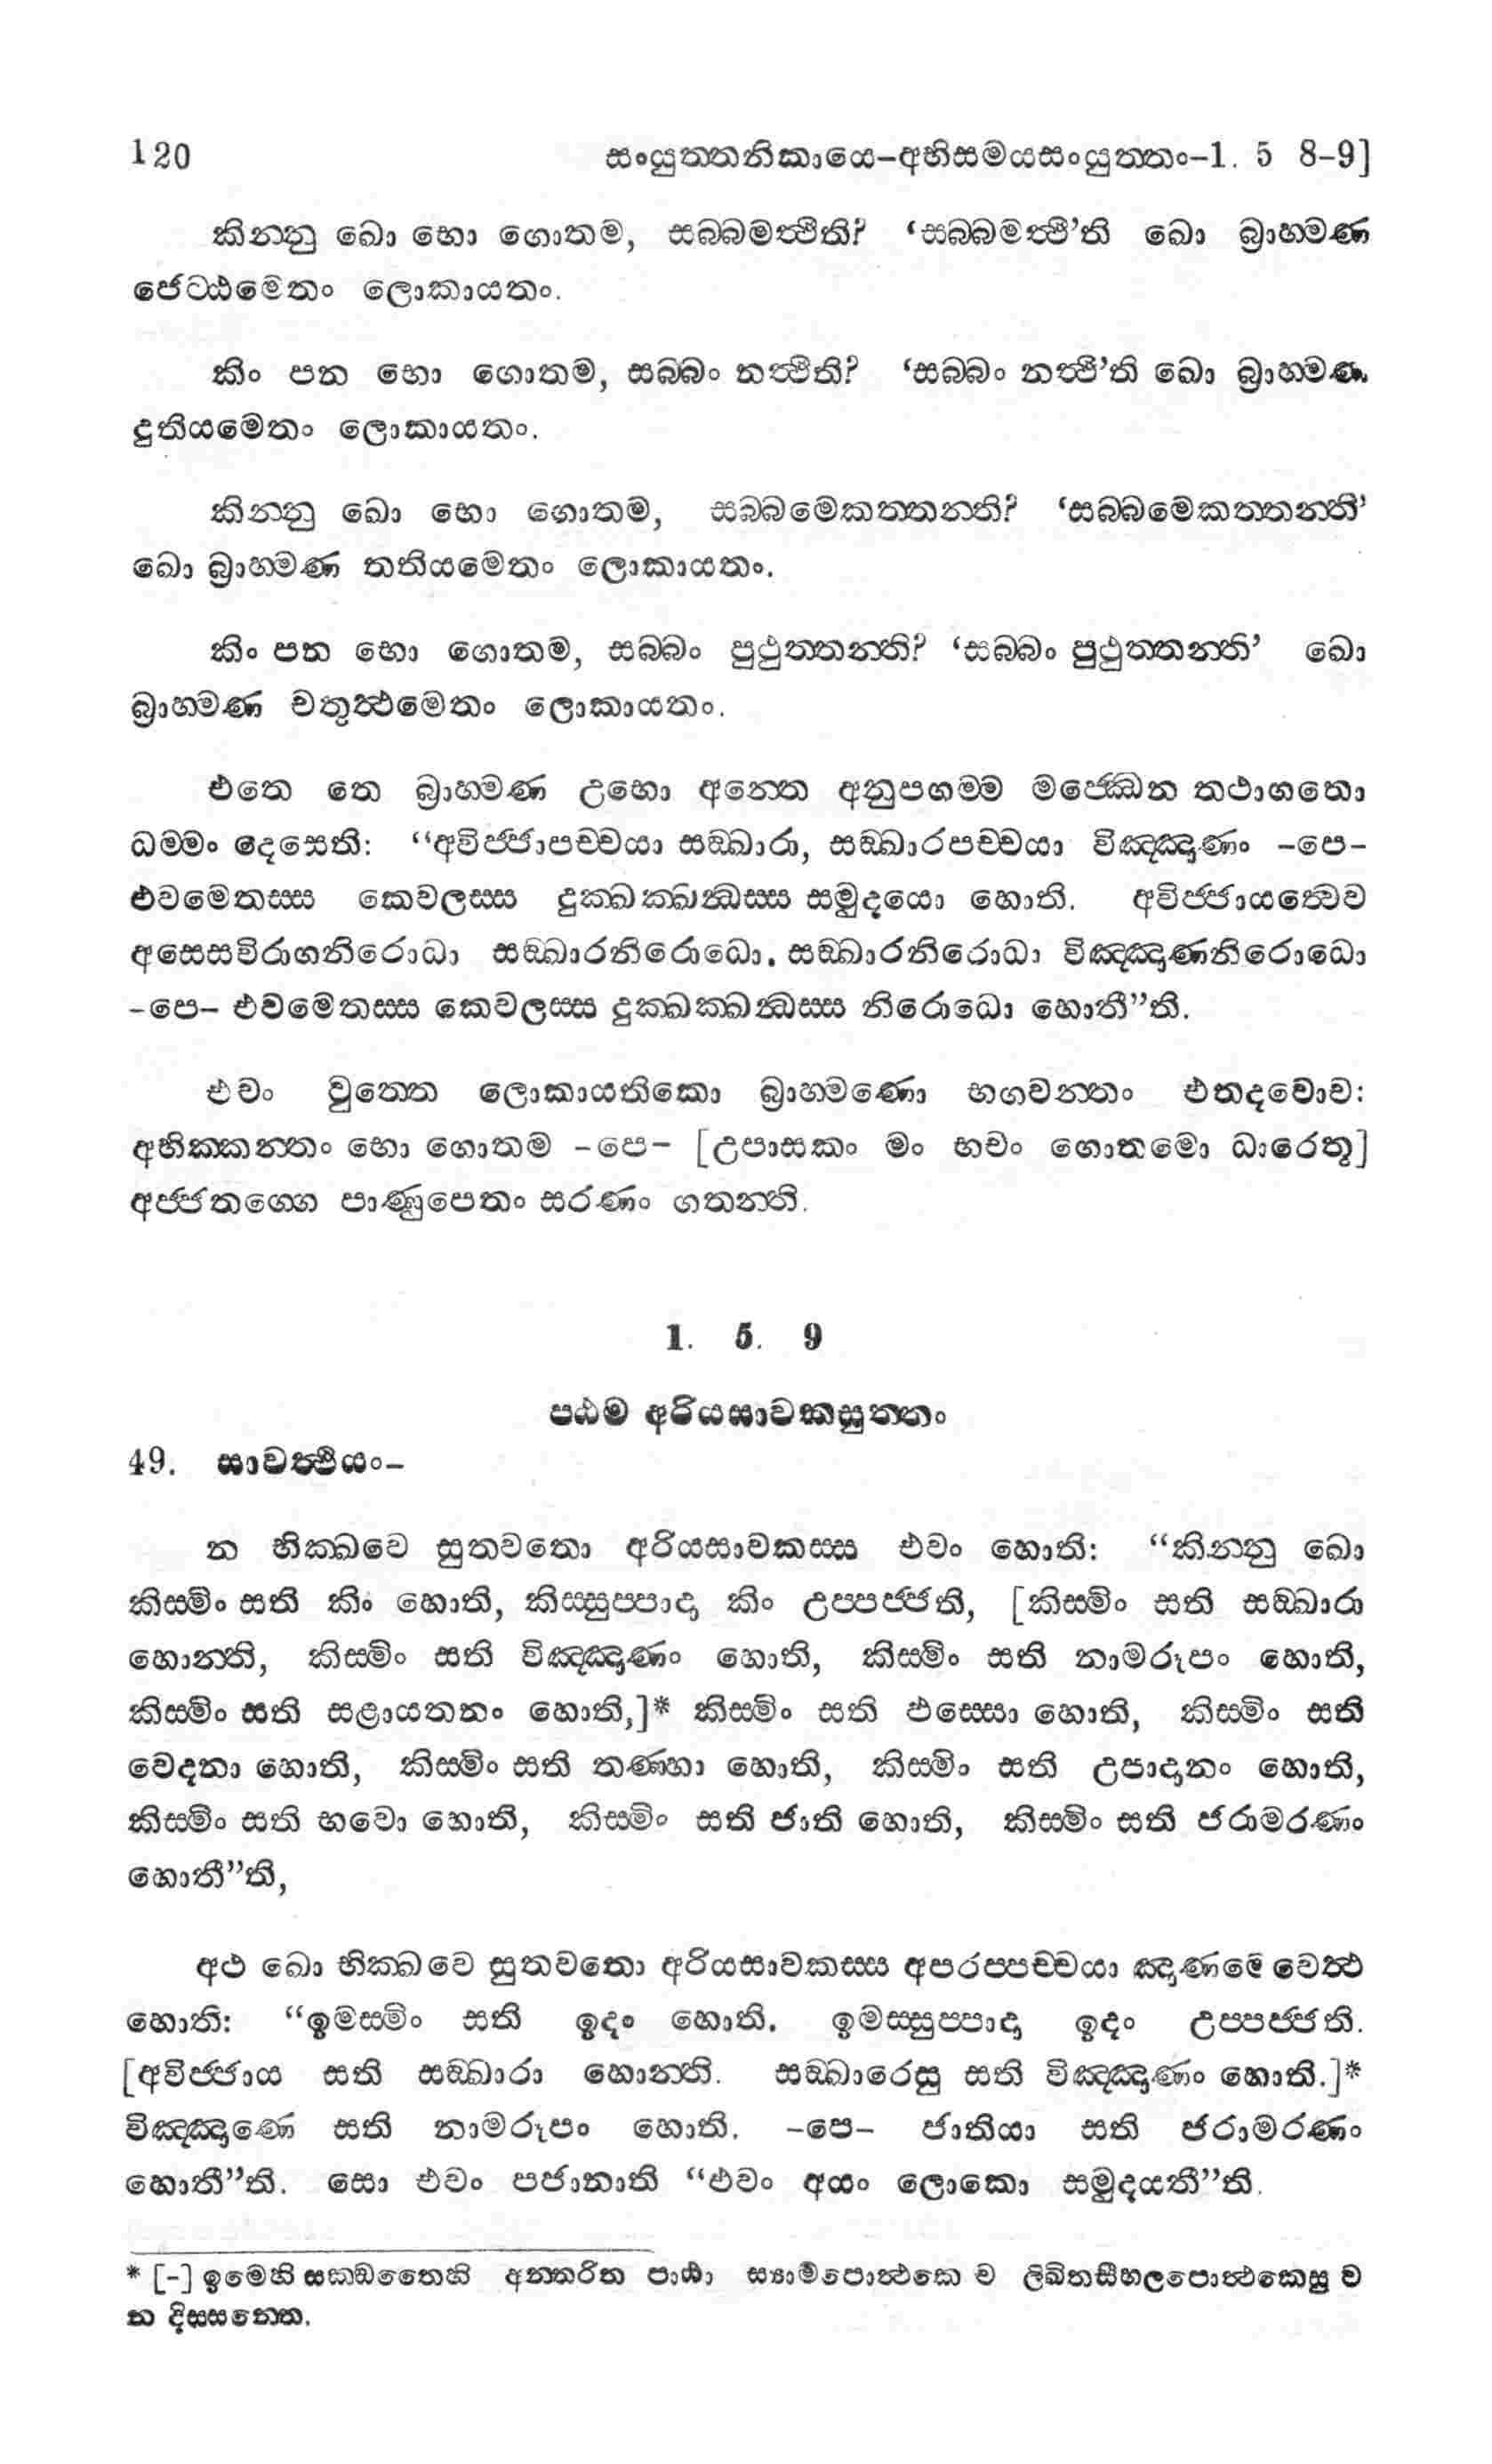 120 සංයුත්තනිකායෙ–අභිසමයසංයුත්තං–1. 5 8-9]
කින්නු ඛො භො ගොතම, සබ්බමත්ථිති? ‘සබ්බමත්ථි’ති ඛො බ්‍රාහ්මණ
ජෙට්ඨමෙතං ලොකායතං.
කිං පන භො ගොතම, සබ්බං නත්ථිති? ‘සබ්බං නත්ථි’ති ඛො බ්‍රාහ්මණ
දුතියමෙතං ලොකායතං.
කින්නු ඛො භො ගොතම, සබ්බමෙකත්තන්ති? ‘සබ්බමෙකත්තන්ති’
ඛො බ්‍රාහ්මණ තතියමෙතං ලොකායතං.
කිං පන භො ගොතම, සබ්බං පුථුත්තන්ති? ‘සබ්බං පුථුත්තන්ති’ ඛො
බ්‍රාහ්මණ චතුත්ථමෙතං ලොකායතං.
එතෙ තෙ බ්‍රාහ්මණ උභො අන්තෙ අනුපගම්ම මජ්ඣෙන තථාගතො
ධම්මං දෙසෙති: “අවිජ්ජාපච්චයා සඞ්ඛාරා, සඞ්ඛාරපච්චයා විඤ්ඤාණං –පෙ–
එවමෙතස්ස කෙවලස්ස දුක්ඛක්ඛන්ධස්ස සමුදයො හොති. අවිජ්ජායත්වෙව
අසෙසවිරාගනිරොධා සඞ්ඛාරනිරොධො. සඞ්ඛාරනිරොධා විඤ්ඤාණනිරොධො
–පෙ– එවමෙතස්ස කෙවලස්ස දුක්ඛක්ඛන්ධස්ස නිරොධො හොතී”ති.
එවං වුත්තෙ ලොකායතිකො බ්‍රාහ්මණො භගවන්තං එතදවොච:
අභික්කන්තං භො ගොතම –පෙ– [උපාසකං මං භවං ගොතමො ධාරෙතු]
අජ්ජතග්ගෙ පාණුපෙතං සරණං ගතන්ති.
1. 5. 9
පඨම අරියසාවකසුත්තං
49. සාවත්ථියං–
න භික්ඛවෙ සුතවතො අරියසාවකස්ස එවං හොති: “කින්නු ඛො
කිස්මිං සති කිං හොති, කිස්සුප්පාදා කිං උප්පජ්ජති, [කිස්මිං සති සඞ්ඛාරා
හොන්ති, කිස්මිං සති විඤ්ඤාණං හොති, කිස්මිං සති නාමරූපං හොති,
කිස්මිං සති සළායතනං හොති,]* කිස්මිං සති ඵස්සො හොති, කිස්මිං සති
වෙදනා හොති, කිස්මිං සති තණ්හා හොති, කිස්මිං සති උපාදානං හොති,
කිස්මිං සති භවො හොති, කිස්මිං සති ජාති හොති, කිස්මිං සති ජරාමරණං
හොතී”ති,
අථ ඛො භික්ඛවෙ සුතවතො අරියසාවකස්ස අපරප්පච්චයා ඤාණමෙවෙත්ථ
හොති: “ඉමස්මිං සති ඉදං හොති. ඉමස්සුප්පාදා ඉදං උප්පජ්ජති.
[අවිජ්ජාය සති සඞ්ඛාරා හොන්ති. සඞ්ඛාරෙසු සති විඤ්ඤාණං හොති.]*
විඤ්ඤාණෙ සති නාමරූපං හොති. –පෙ– ජාතියා සති ජරාමරණං
හොතී”ති. සො එවං පජානාති “එවං අයං ලොකො සමුදයතී”ති.
* [-] ඉමෙහි සඞ්කෙතෙහි අන්තරිත පාඨා ස්‍යාමපොත්ථකෙ ච ලිඛිතසීහලපොත්ථකෙසු ච
න දිස්සන්තෙ.